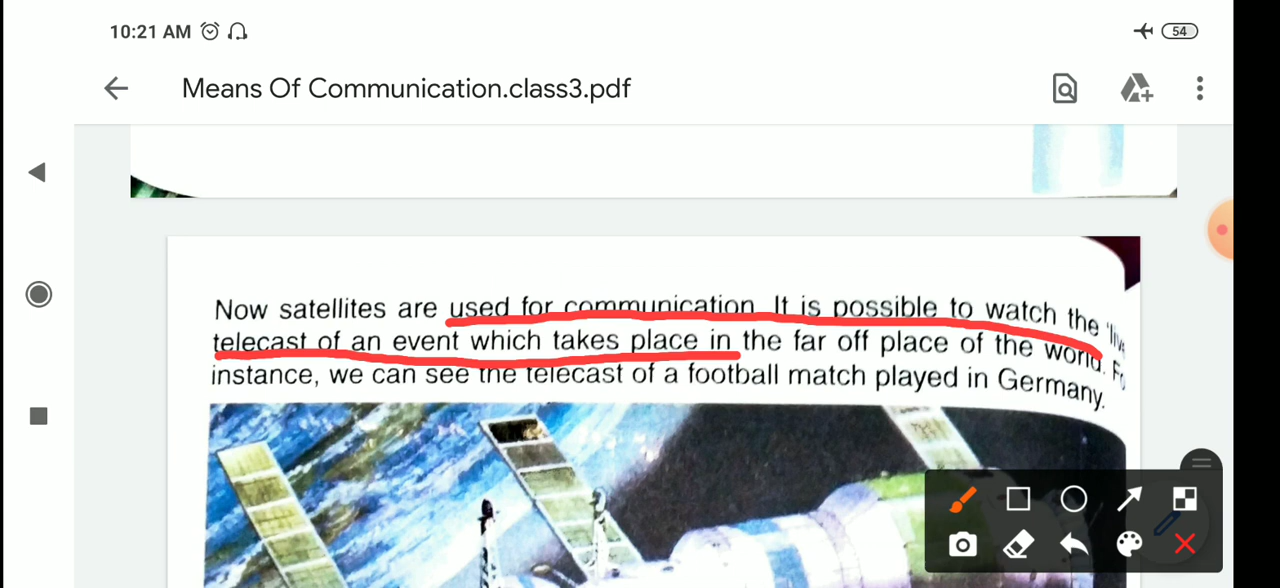 10:21 AM
54
Means Of Communication.class3.pdf
Now satellites are used for communication. It is possible to watch the
telecast of an event which takes place in the far off place of the world.
instance, we can see the telecast of a football match played in Germany.